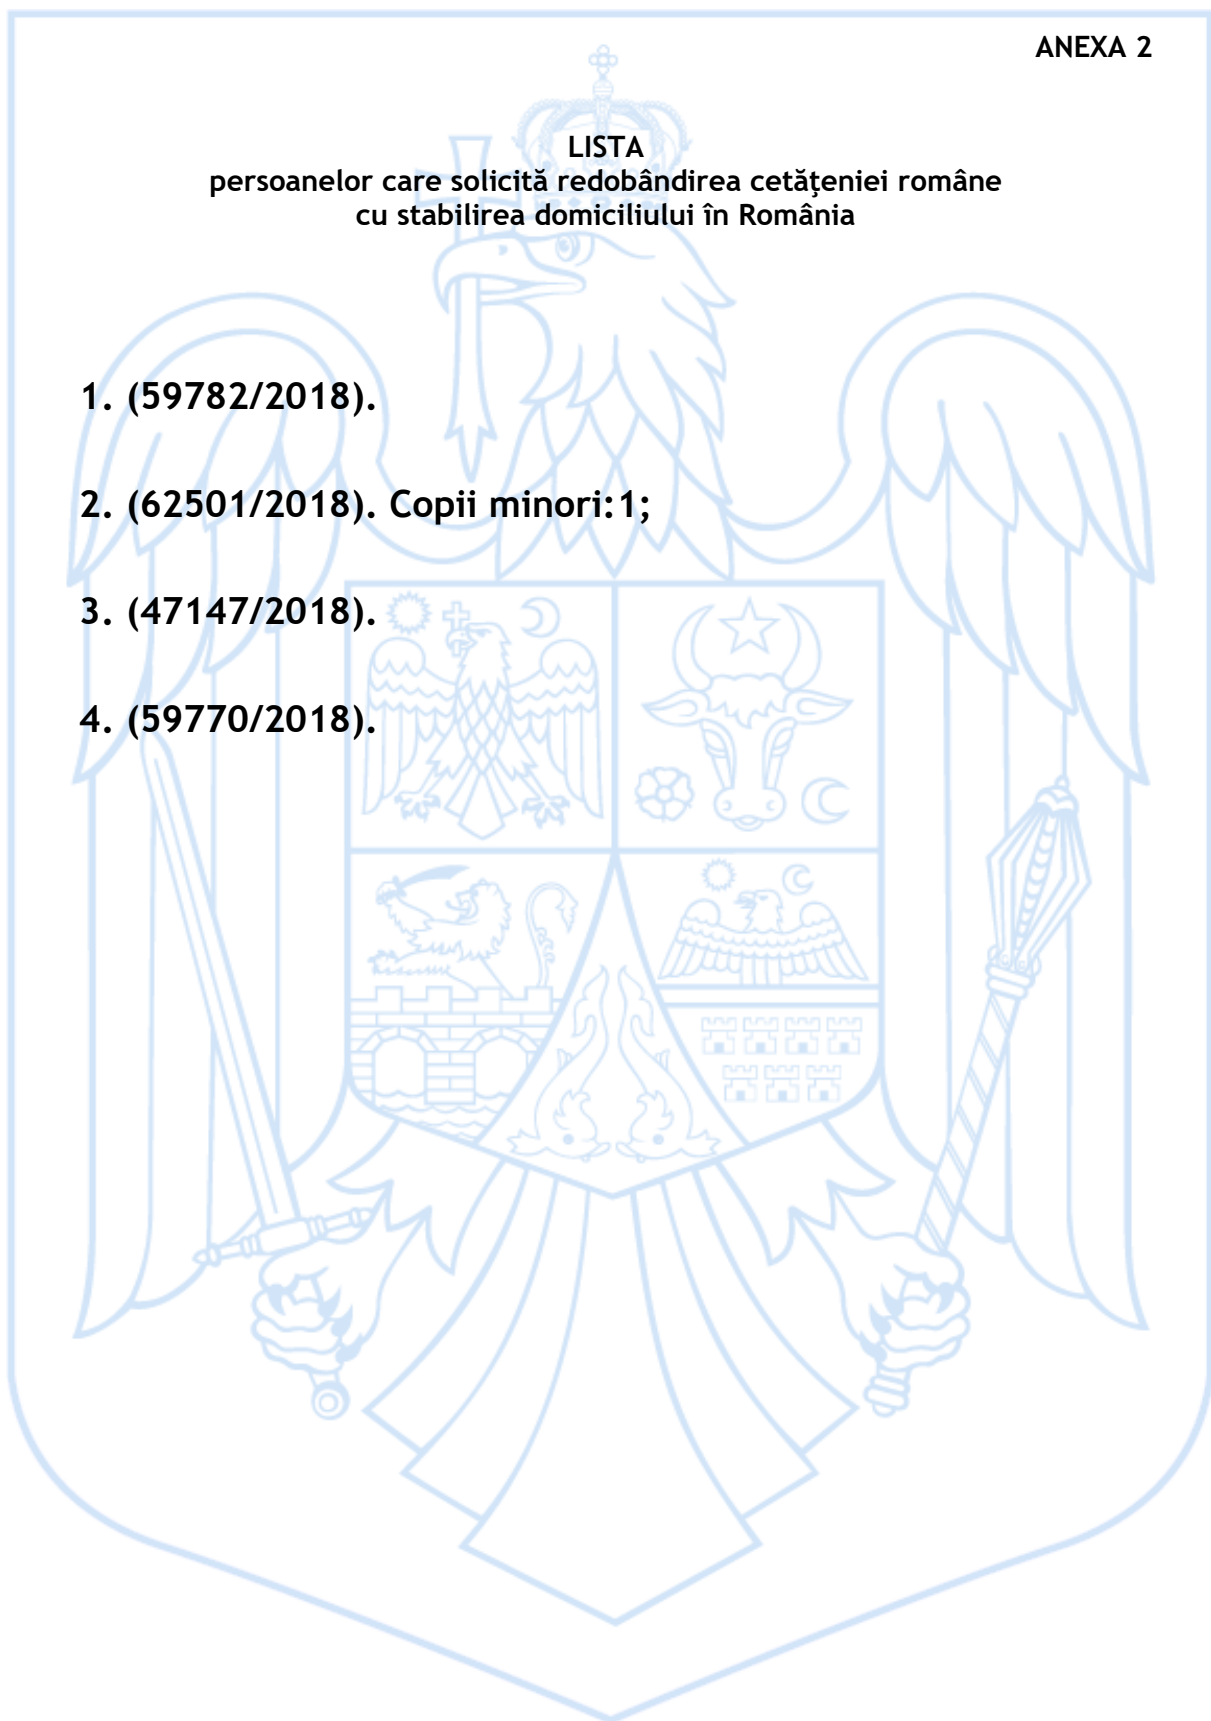 ANEXA 2
LISTA
persoanelor care solicită redobândirea cetăţeniei române
cu stabilirea domiciliului în România
1. (59782/2018).
2. (62501/2018). Copii minori:1;
3. (47147/2018).
4. (59770/2018).